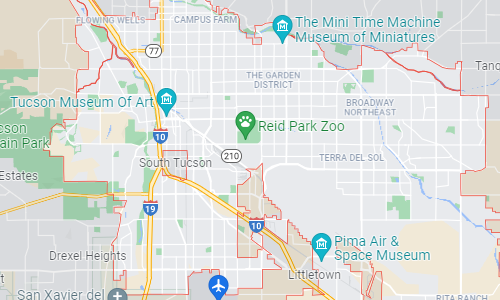 FLOWING WELLS
CAMPUS FARM
The Mini Time Machine
Museum of Miniatures
77
THE GARDEN
DISTRICT
Tano
Tucson Museum Of Art
BROADWAY
NORTHEAST
Reid Park Zoo
10
cson
ain Park
South Tucson
210
TERRA DEL SOL
Estates
19
10
Pima Air &
Space Museum
Drexel Heights
Littletown
San Xavier del
RITA RANCH